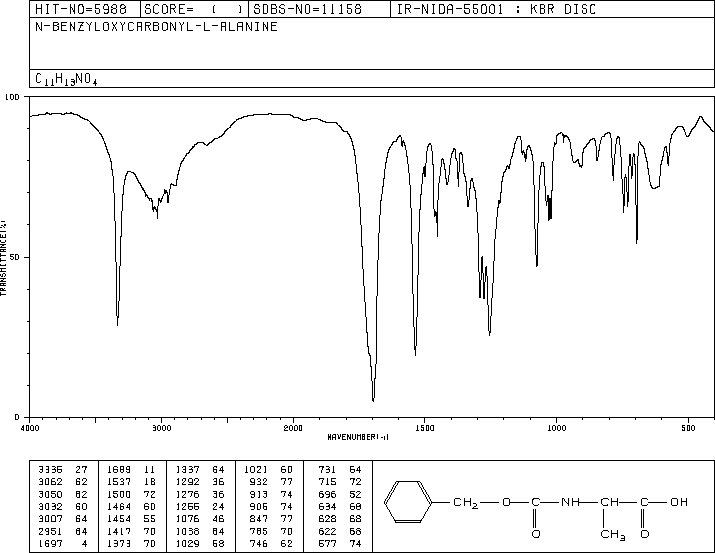 HIT-NO=5988 SCORE= ( ) SDBS-NO=11158 IR-NIDA-55001 : KBR DISC
N-BENZYLOXYCARBONYL-L-ALANINE
C11H13NO4
100
50
0
TRANSMITTANCE(%)
4000 3000 2000 1500 1000 500
WAVENUMBER(-1)
3336 27 1689 11 1337 64 1021 60 731 64
3062 62 1537 18 1292 36 932 77 715 72
3050 62 1500 72 1276 36 913 74 696 52
3032 60 1464 60 1255 24 906 74 634 68
3007 64 1454 55 1076 46 847 77 628 68
2951 64 1417 70 1038 64 785 70 622 68
1697 4 1373 70 1029 58 746 62 577 74
CH2 O C NH CH C OH
O CH3 O